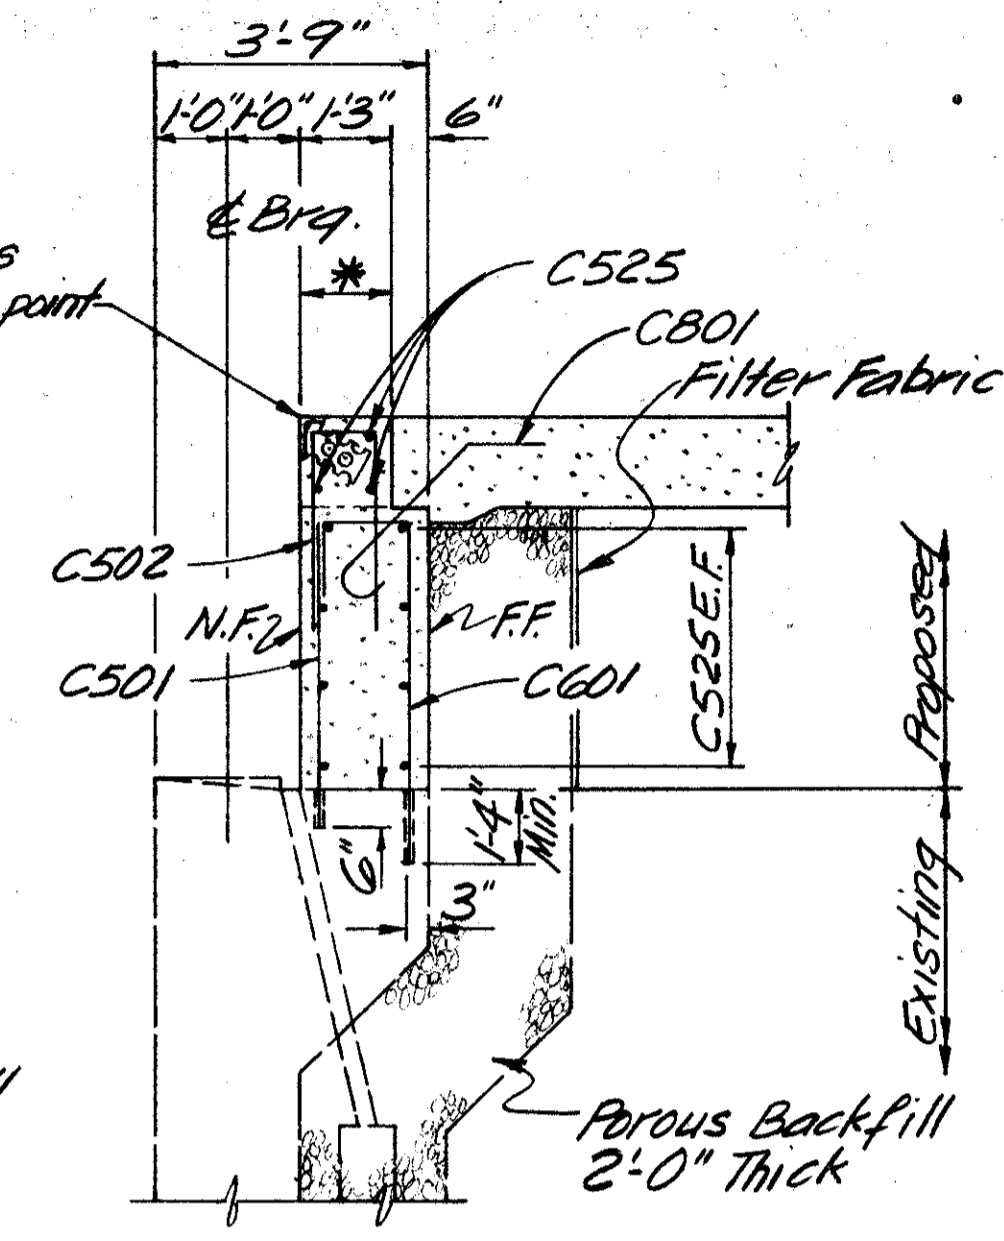 3'-9"
1'-0" 1'-0" 1'-3" 6"
℄ Brg.
*
s
point
C525
C801
Filter Fabric
C502
N.F.
F.F.
C501
C601
C525 E.F.
Proposed
Existing
6"
1'-4"
Min.
3"
Porous Backfill
2'-0" Thick